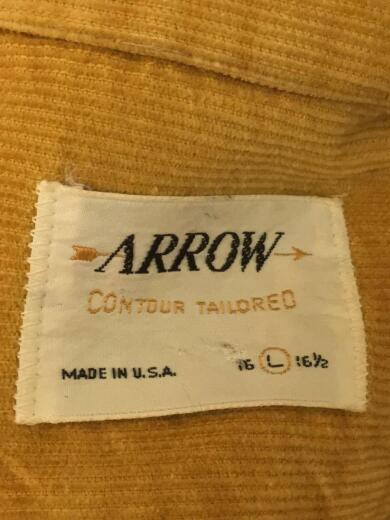 ARROW
CONTOUR TAILORED
MADE IN U.S.A. 16 L 16½